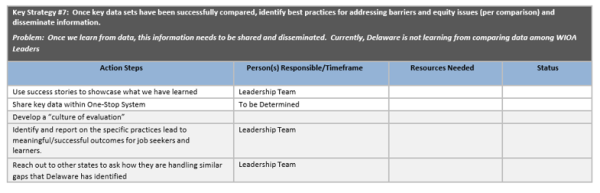 Key Strategy #7: Once key data sets have been successfully compared, identify best practices for addressing barriers and equity issues (per comparison) and
disseminate information.
Problem: Once we learn from data, this information needs to be shared and disseminated. Currently, Delaware is not learning from comparing data among WIOA
Leaders
Action Steps Person(s) Responsible/Timeframe Resources Needed Status
Use success stories to showcase what we have learned Leadership Team
Share key data within One-Stop System To be Determined
Develop a "culture of evaluation"
Identify and report on the specific practices lead to Leadership Team
meaningful/successful outcomes for job seekers and
learners.
Reach out to other states to ask how they are handling similar Leadership Team
gaps that Delaware has identified